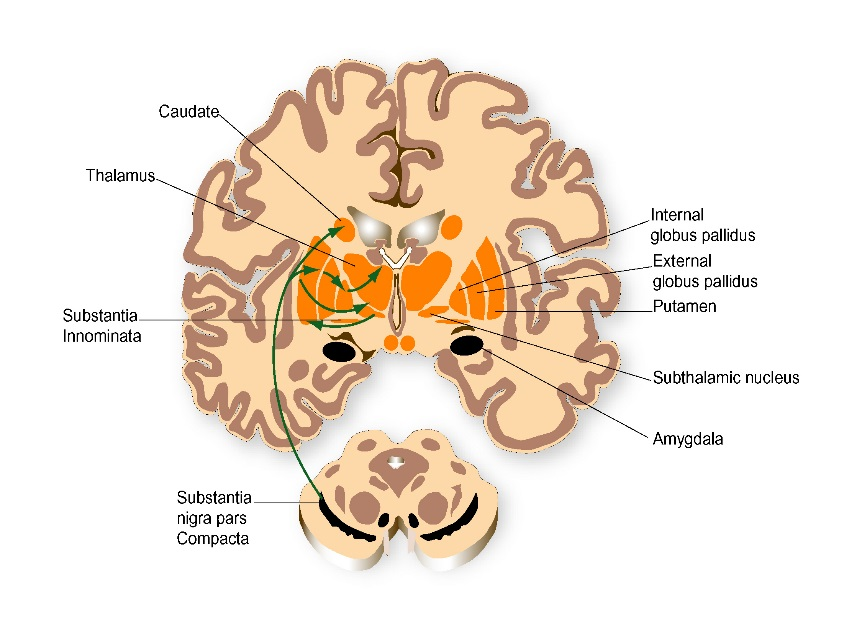 Caudate
Thalamus
Substantia
Innominata
Substantia
nigra pars
Compacta
Internal
globus pallidus
External
globus pallidus
Putamen
Subthalamic nucleus
Amygdala